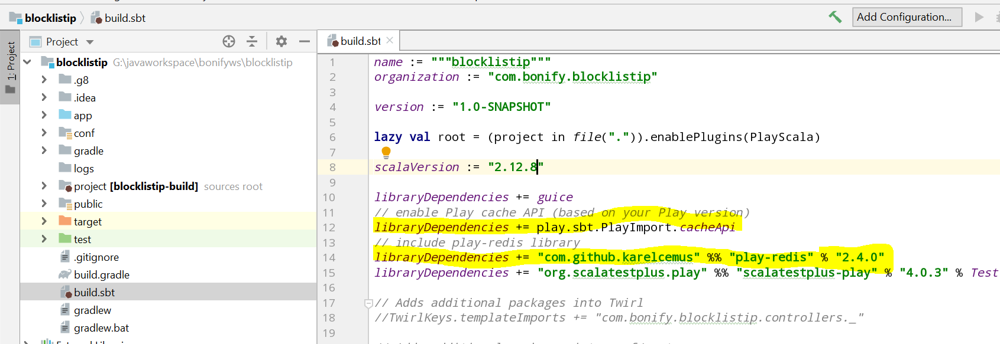 blocklistip
build.sbt
Add Configuration...
1: Project
Project
build.sbt
blocklistip G:\javaworkspace\bonifyws\blocklistip
.g8
.idea
app
conf
gradle
logs
project [blocklistip-build] sources root
public
target
test
.gitignore
build.gradle
build.sbt
gradlew
gradlew.bat
1 name := """blocklistip"""
2 organization := "com.bonify.blocklistip"
3
4 version := "1.0-SNAPSHOT"
5
6 lazy val root = (project in file(".")).enablePlugins(PlayScala)
7
8 scalaVersion := "2.12.8"
9
10 libraryDependencies += guice
11 // enable Play cache API (based on your Play version)
12 libraryDependencies += play.sbt.PlayImport.cacheApi
13 // include play-redis library
14 libraryDependencies += "com.github.karelcemus" %% "play-redis" % "2.4.0"
15 libraryDependencies += "org.scalatestplus.play" %% "scalatestplus-play" % "4.0.3" % Test
16
17 // Adds additional packages into Twirl
18 //TwirlKeys.templateImports += "com.bonify.blocklistip.controllers._"
19